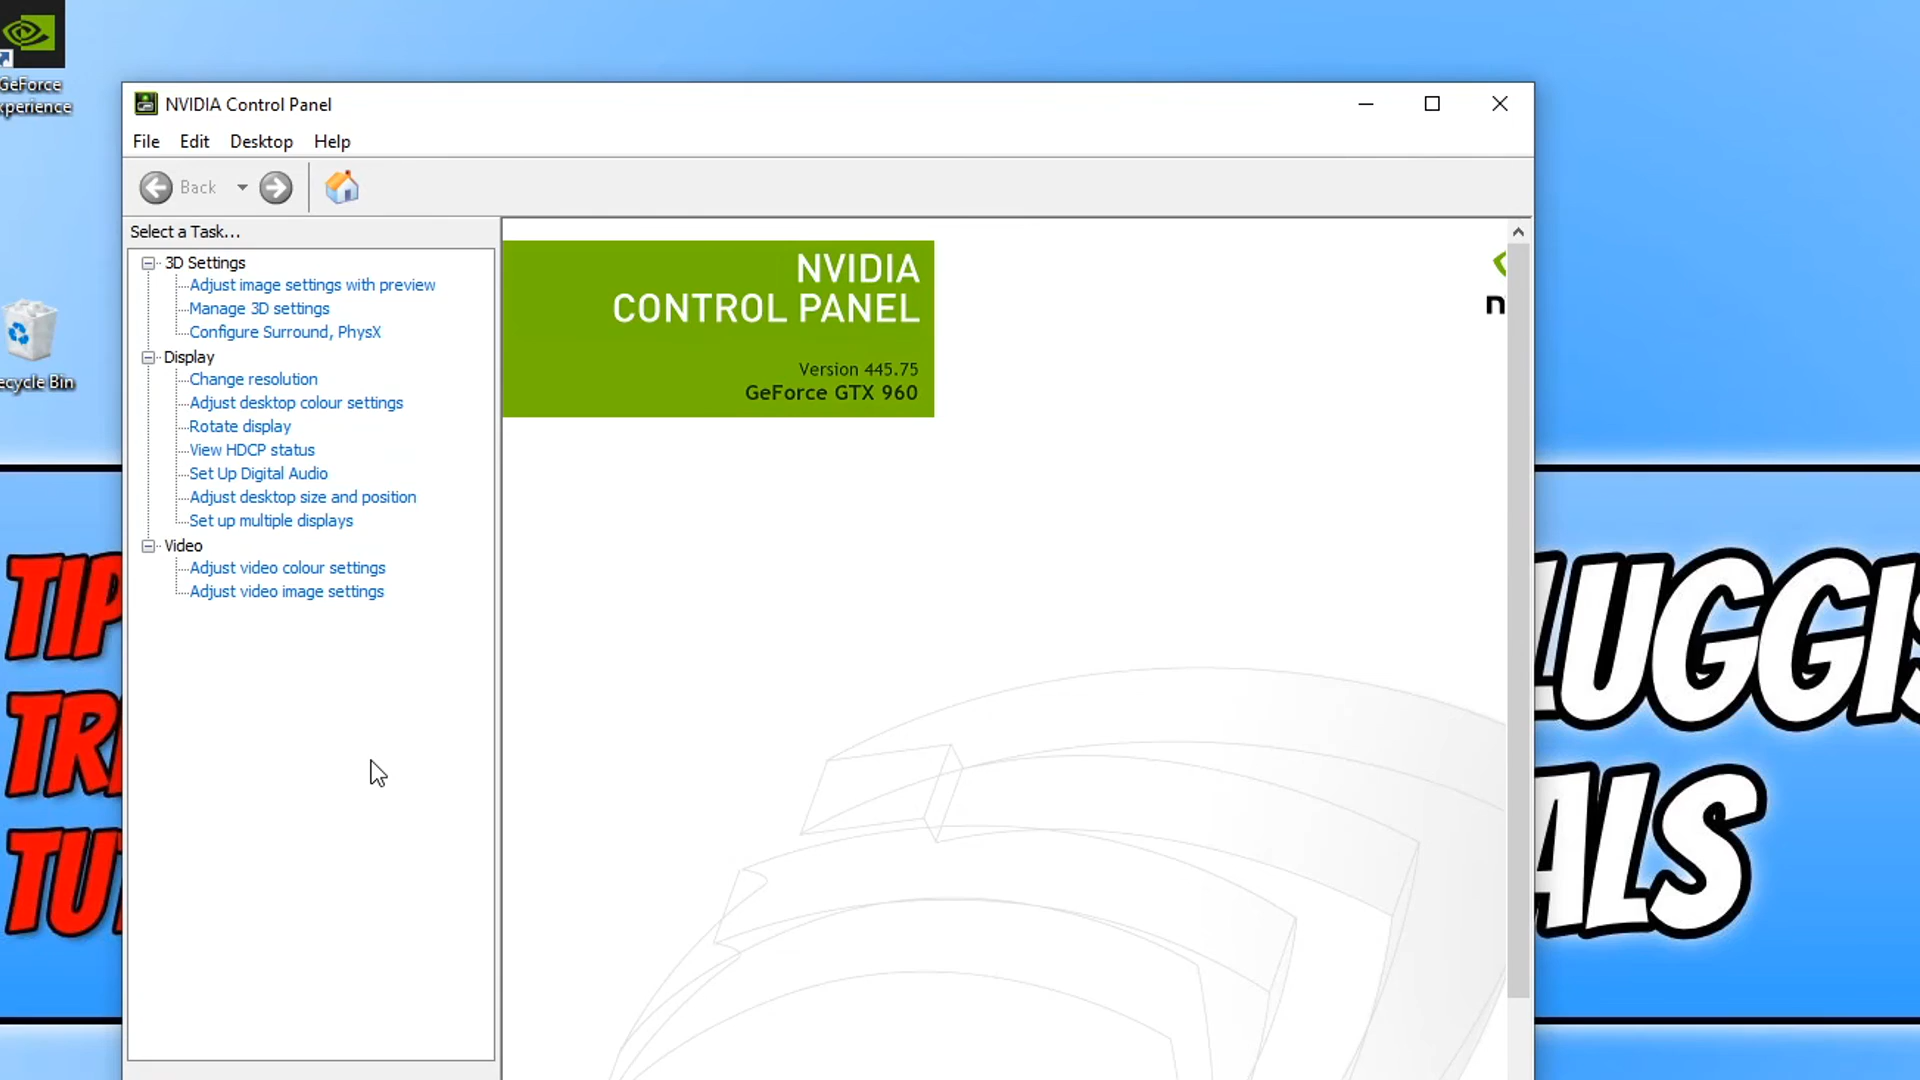 GeForce
xperience
NVIDIA Control Panel
File Edit Desktop Help
Back
Select a Task...
3D Settings
Adjust image settings with preview
Manage 3D settings
Configure Surround, PhysX
Display
Change resolution
Adjust desktop colour settings
Rotate display
View HDCP status
Set Up Digital Audio
Adjust desktop size and position
Set up multiple displays
Video
Adjust video colour settings
Adjust video image settings
NVIDIA
CONTROL PANEL
Version 445.75
GeForce GTX 960
n
ecycle Bin
TIP
TRI
TUT
LUGGIS
ALS